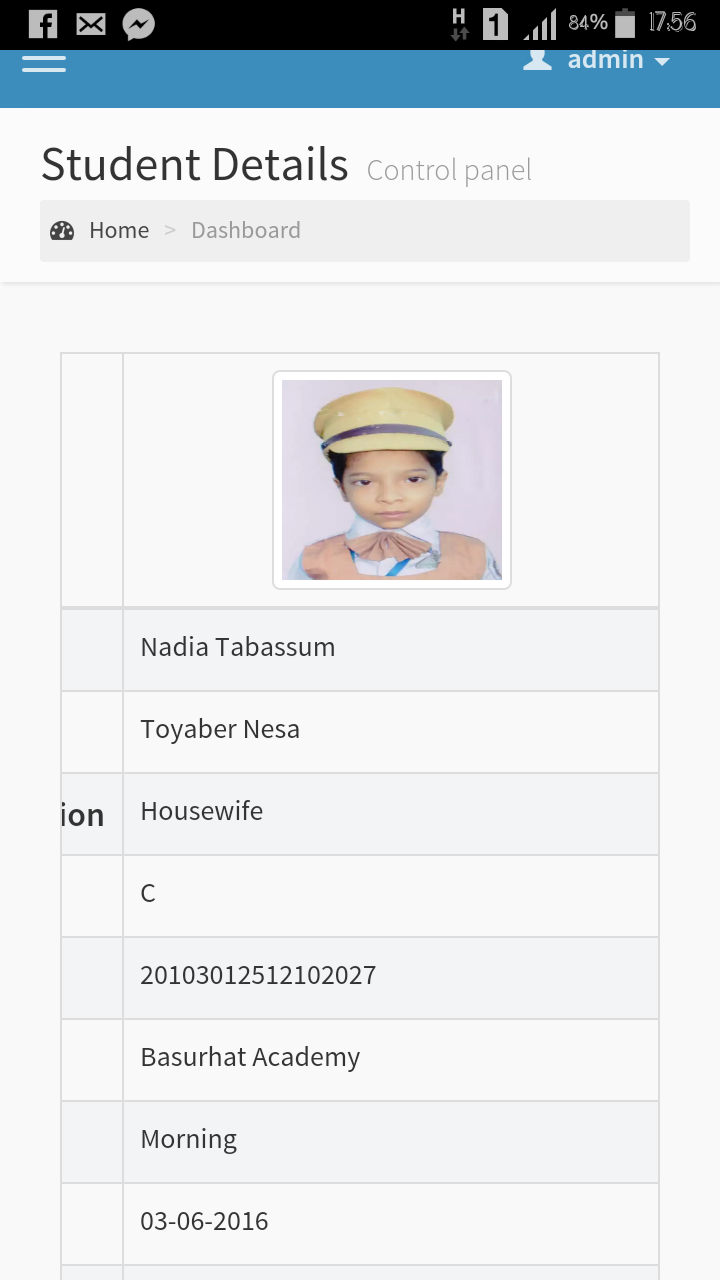 H 1 84% 17:56
admin
Student Details Control panel
Home > Dashboard
Nadia Tabassum
Toyaber Nesa
ion Housewife
C
20103012512102027
Basurhat Academy
Morning
03-06-2016